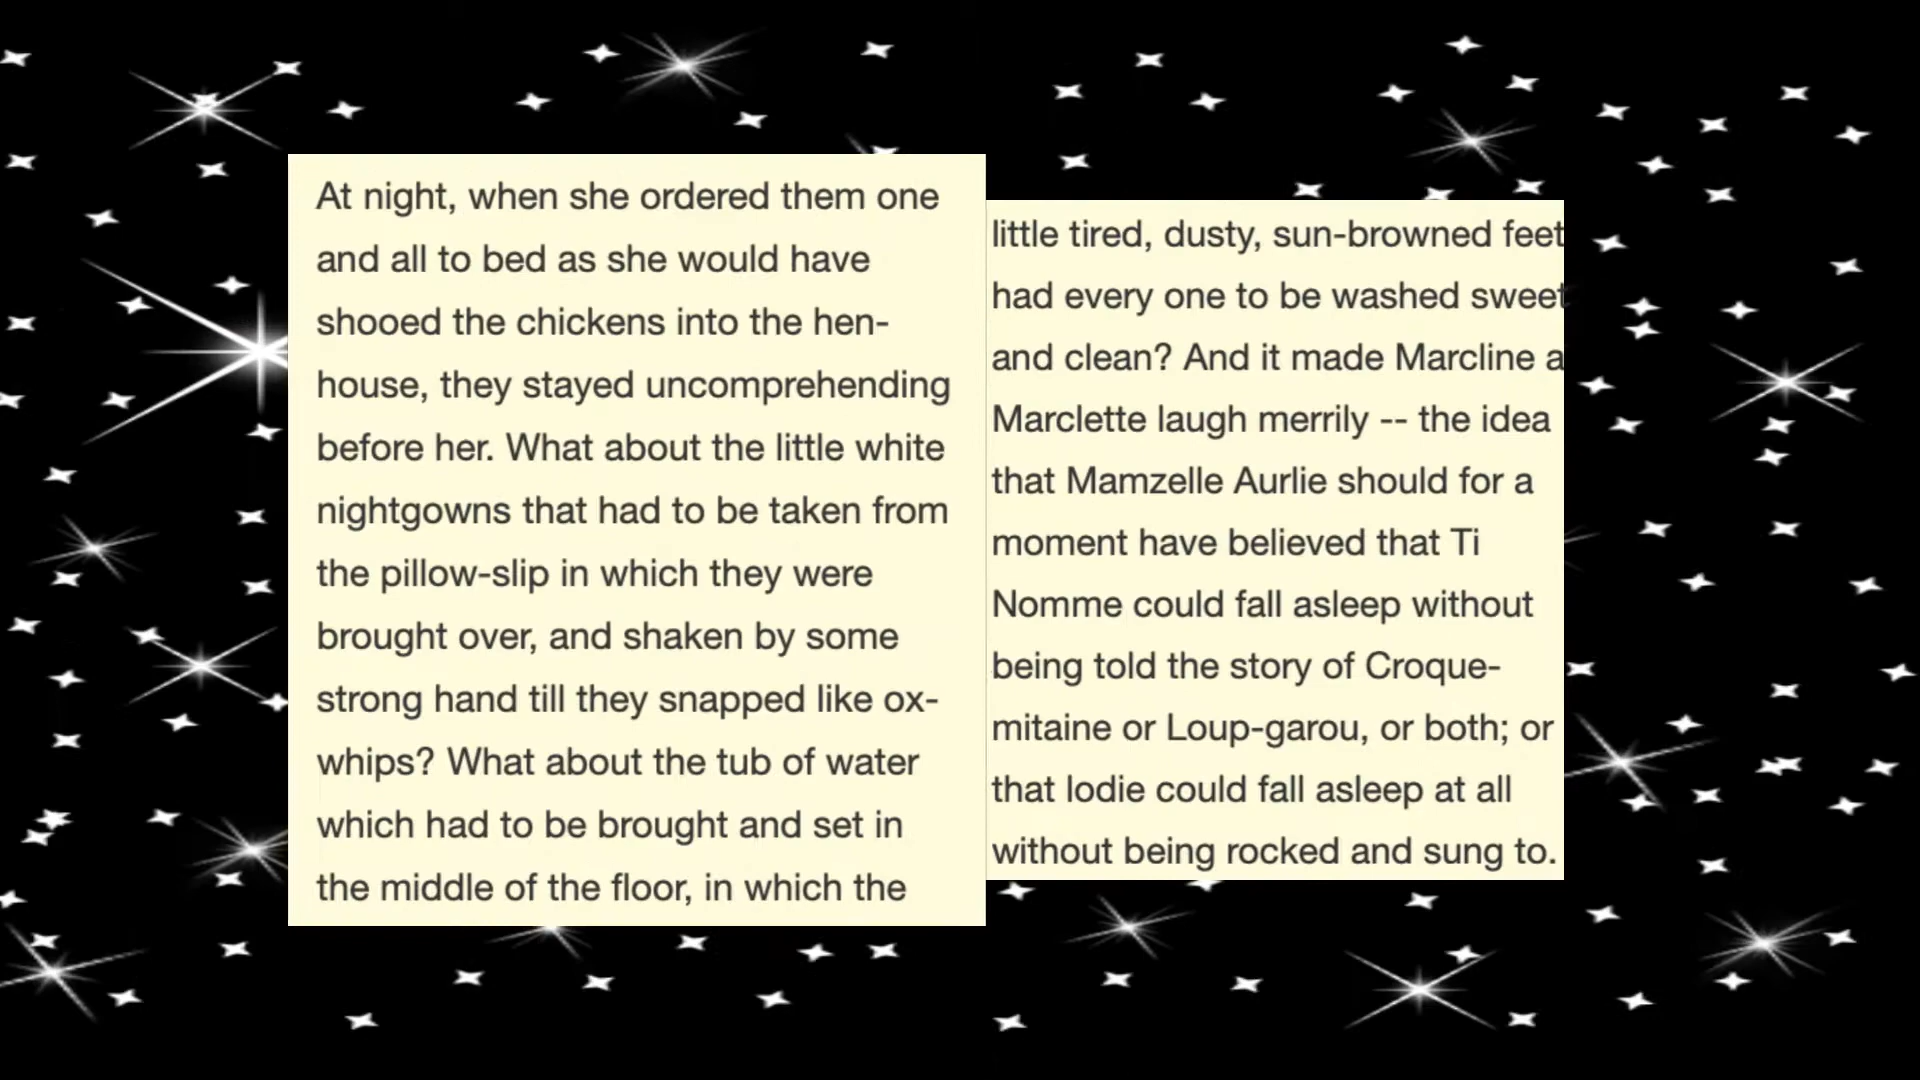 At night, when she ordered them one
and all to bed as she would have
shooed the chickens into the hen-
house, they stayed uncomprehending
before her. What about the little white
nightgowns that had to be taken from
the pillow-slip in which they were
brought over, and shaken by some
strong hand till they snapped like ox-
whips? What about the tub of water
which had to be brought and set in
the middle of the floor, in which the
little tired, dusty, sun-browned feet
had every one to be washed sweet
and clean? And it made Marcline a
Marclette laugh merrily -- the idea
that Mamzelle Aurlie should for a
moment have believed that Ti
Nomme could fall asleep without
being told the story of Croque-
mitaine or Loup-garou, or both; or
that lodie could fall asleep at all
without being rocked and sung to.